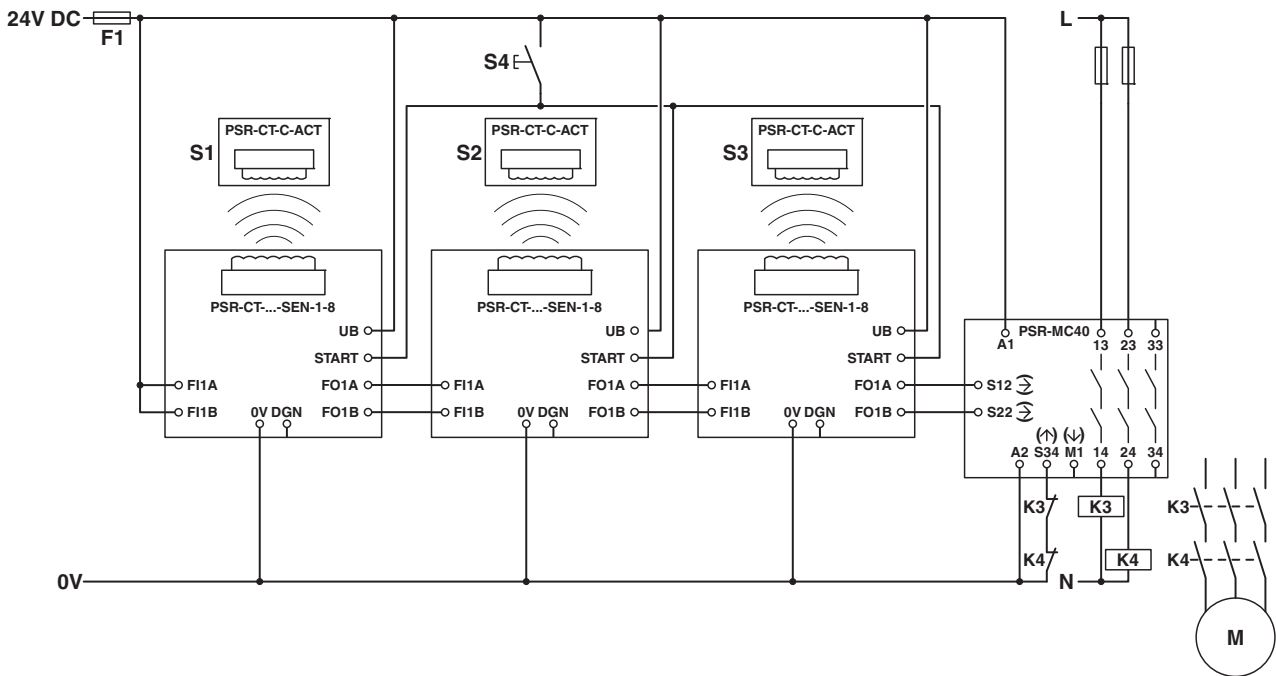 24V DC
F1
L
S4
S1
PSR-CT-C-ACT
S2
PSR-CT-C-ACT
S3
PSR-CT-C-ACT
PSR-CT-...-SEN-1-8
PSR-CT-...-SEN-1-8
PSR-CT-...-SEN-1-8
UB
UB
UB
PSR-MC40
A1
13
23
33
START
START
START
FI1A
FO1A
FI1A
FO1A
FI1A
FO1A
S12
FI1B
0V
DGN
FO1B
FI1B
0V
DGN
FO1B
FI1B
0V
DGN
FO1B
S22
A2
S34
M1
14
24
34
K3
K3
K3
K4
K4
K4
0V
N
M